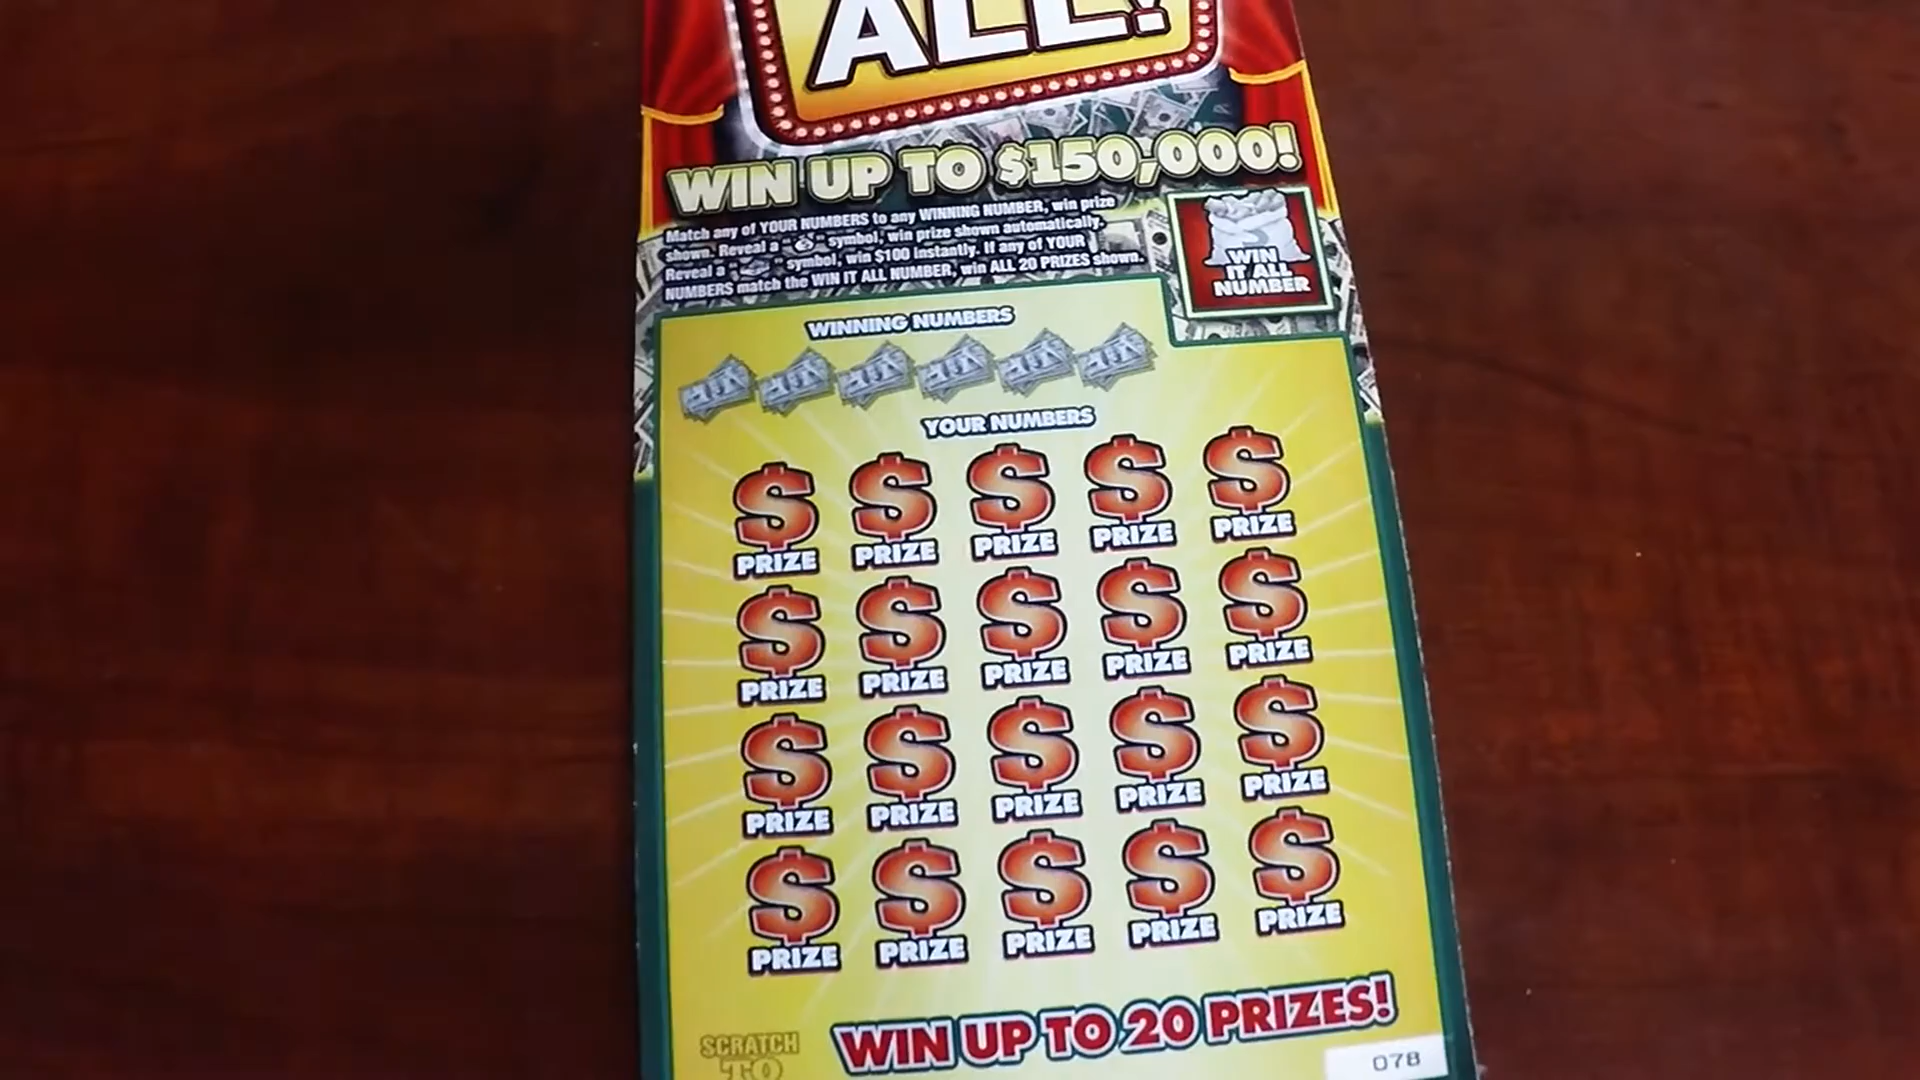 ALL!
WIN UP TO $150,000!
Match any of YOUR NUMBERS to any WINNING NUMBER, win prize
shown. Reveal a " " symbol, win prize shown automatically.
Reveal a " " symbol, win $100 instantly. If any of YOUR
NUMBERS match the WIN IT ALL NUMBER, win ALL 20 PRIZES shown.
WIN
IT ALL
NUMBER
WINNING NUMBERS
YOUR NUMBERS
$ $ $ $ $
PRIZE PRIZE PRIZE PRIZE PRIZE
$ $ $ $ $
PRIZE PRIZE PRIZE PRIZE PRIZE
$ $ $ $ $
PRIZE PRIZE PRIZE PRIZE PRIZE
$ $ $ $ $
PRIZE PRIZE PRIZE PRIZE PRIZE
WIN UP TO 20 PRIZES!
SCRATCH
TO
078